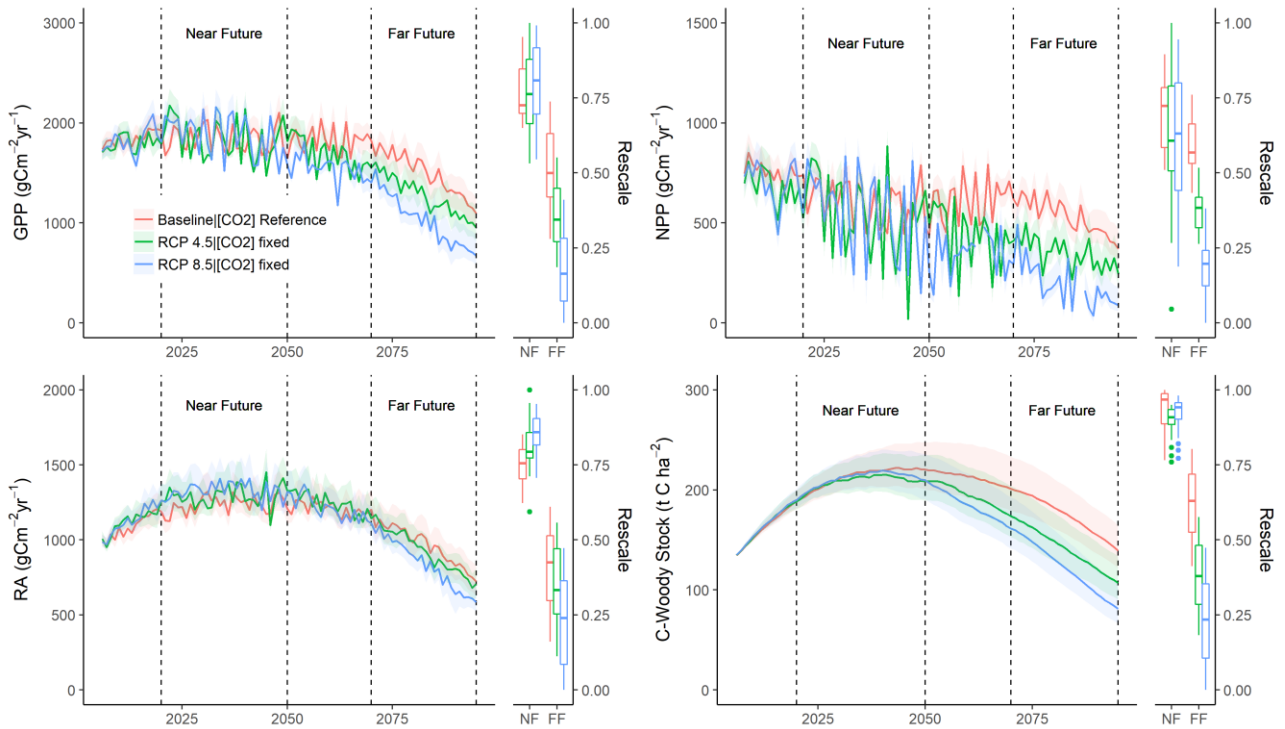 3000
2000
1000
0
GPP (gCm−2yr−1)
Near Future
Far Future
Baseline|[CO2] Reference
RCP 4.5|[CO2] fixed
RCP 8.5|[CO2] fixed
2025
2050
2075
NF
FF
1.00
0.75
0.50
0.25
0.00
Rescale
1000
500
0
NPP (gCm−2yr−1)
Near Future
Far Future
2025
2050
2075
NF
FF
1.00
0.75
0.50
0.25
0.00
Rescale
2000
1500
1000
500
0
RA (gCm−2yr−1)
Near Future
Far Future
2025
2050
2075
NF
FF
1.00
0.75
0.50
0.25
0.00
Rescale
300
200
100
0
C−Woody Stock (t C ha−2)
Near Future
Far Future
2025
2050
2075
NF
FF
1.00
0.75
0.50
0.25
0.00
Rescale